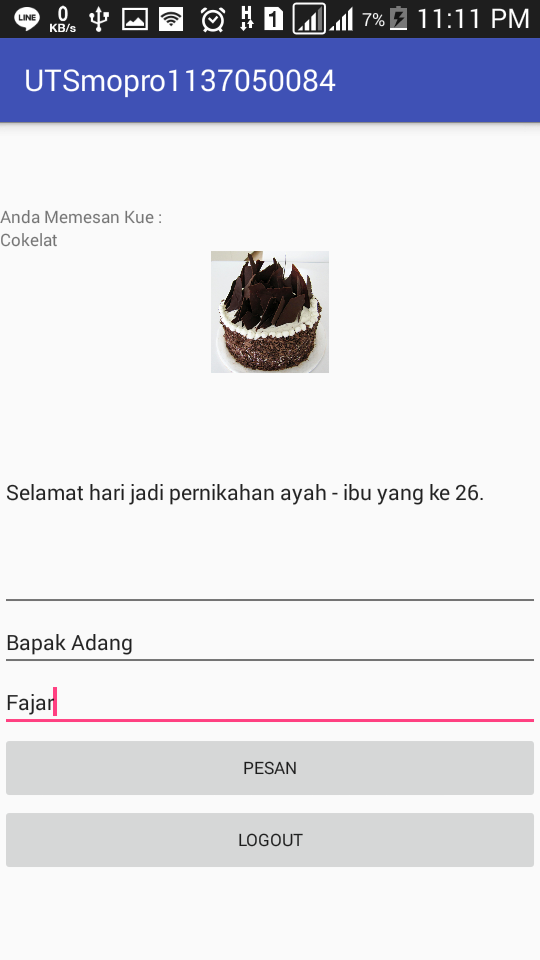 LINE 0 KB/s H 1 7% 11:11 PM
UTSmopro1137050084
Anda Memesan Kue :
Cokelat
Selamat hari jadi pernikahan ayah - ibu yang ke 26.
Bapak Adang
Fajar
PESAN
LOGOUT